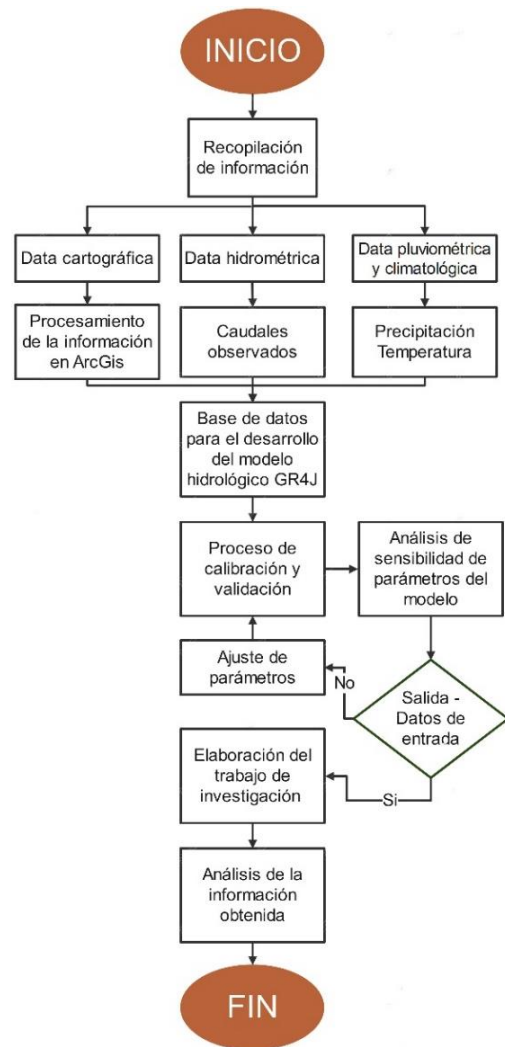 INICIO
Recopilación
de información
Data cartográfica
Data hidrométrica
Data pluviométrica
y climatológica
Procesamiento
de la información
en ArcGis
Caudales
observados
Precipitación
Temperatura
Base de datos
para el desarrollo
del modelo
hidrológico GR4J
Proceso de
calibración y
validación
Análisis de
sensibilidad de
parámetros del
modelo
Ajuste de
parámetros
No
Salida -
Datos de
entrada
Elaboración del
trabajo de
investigación
Si
Análisis de la
información
obtenida
FIN